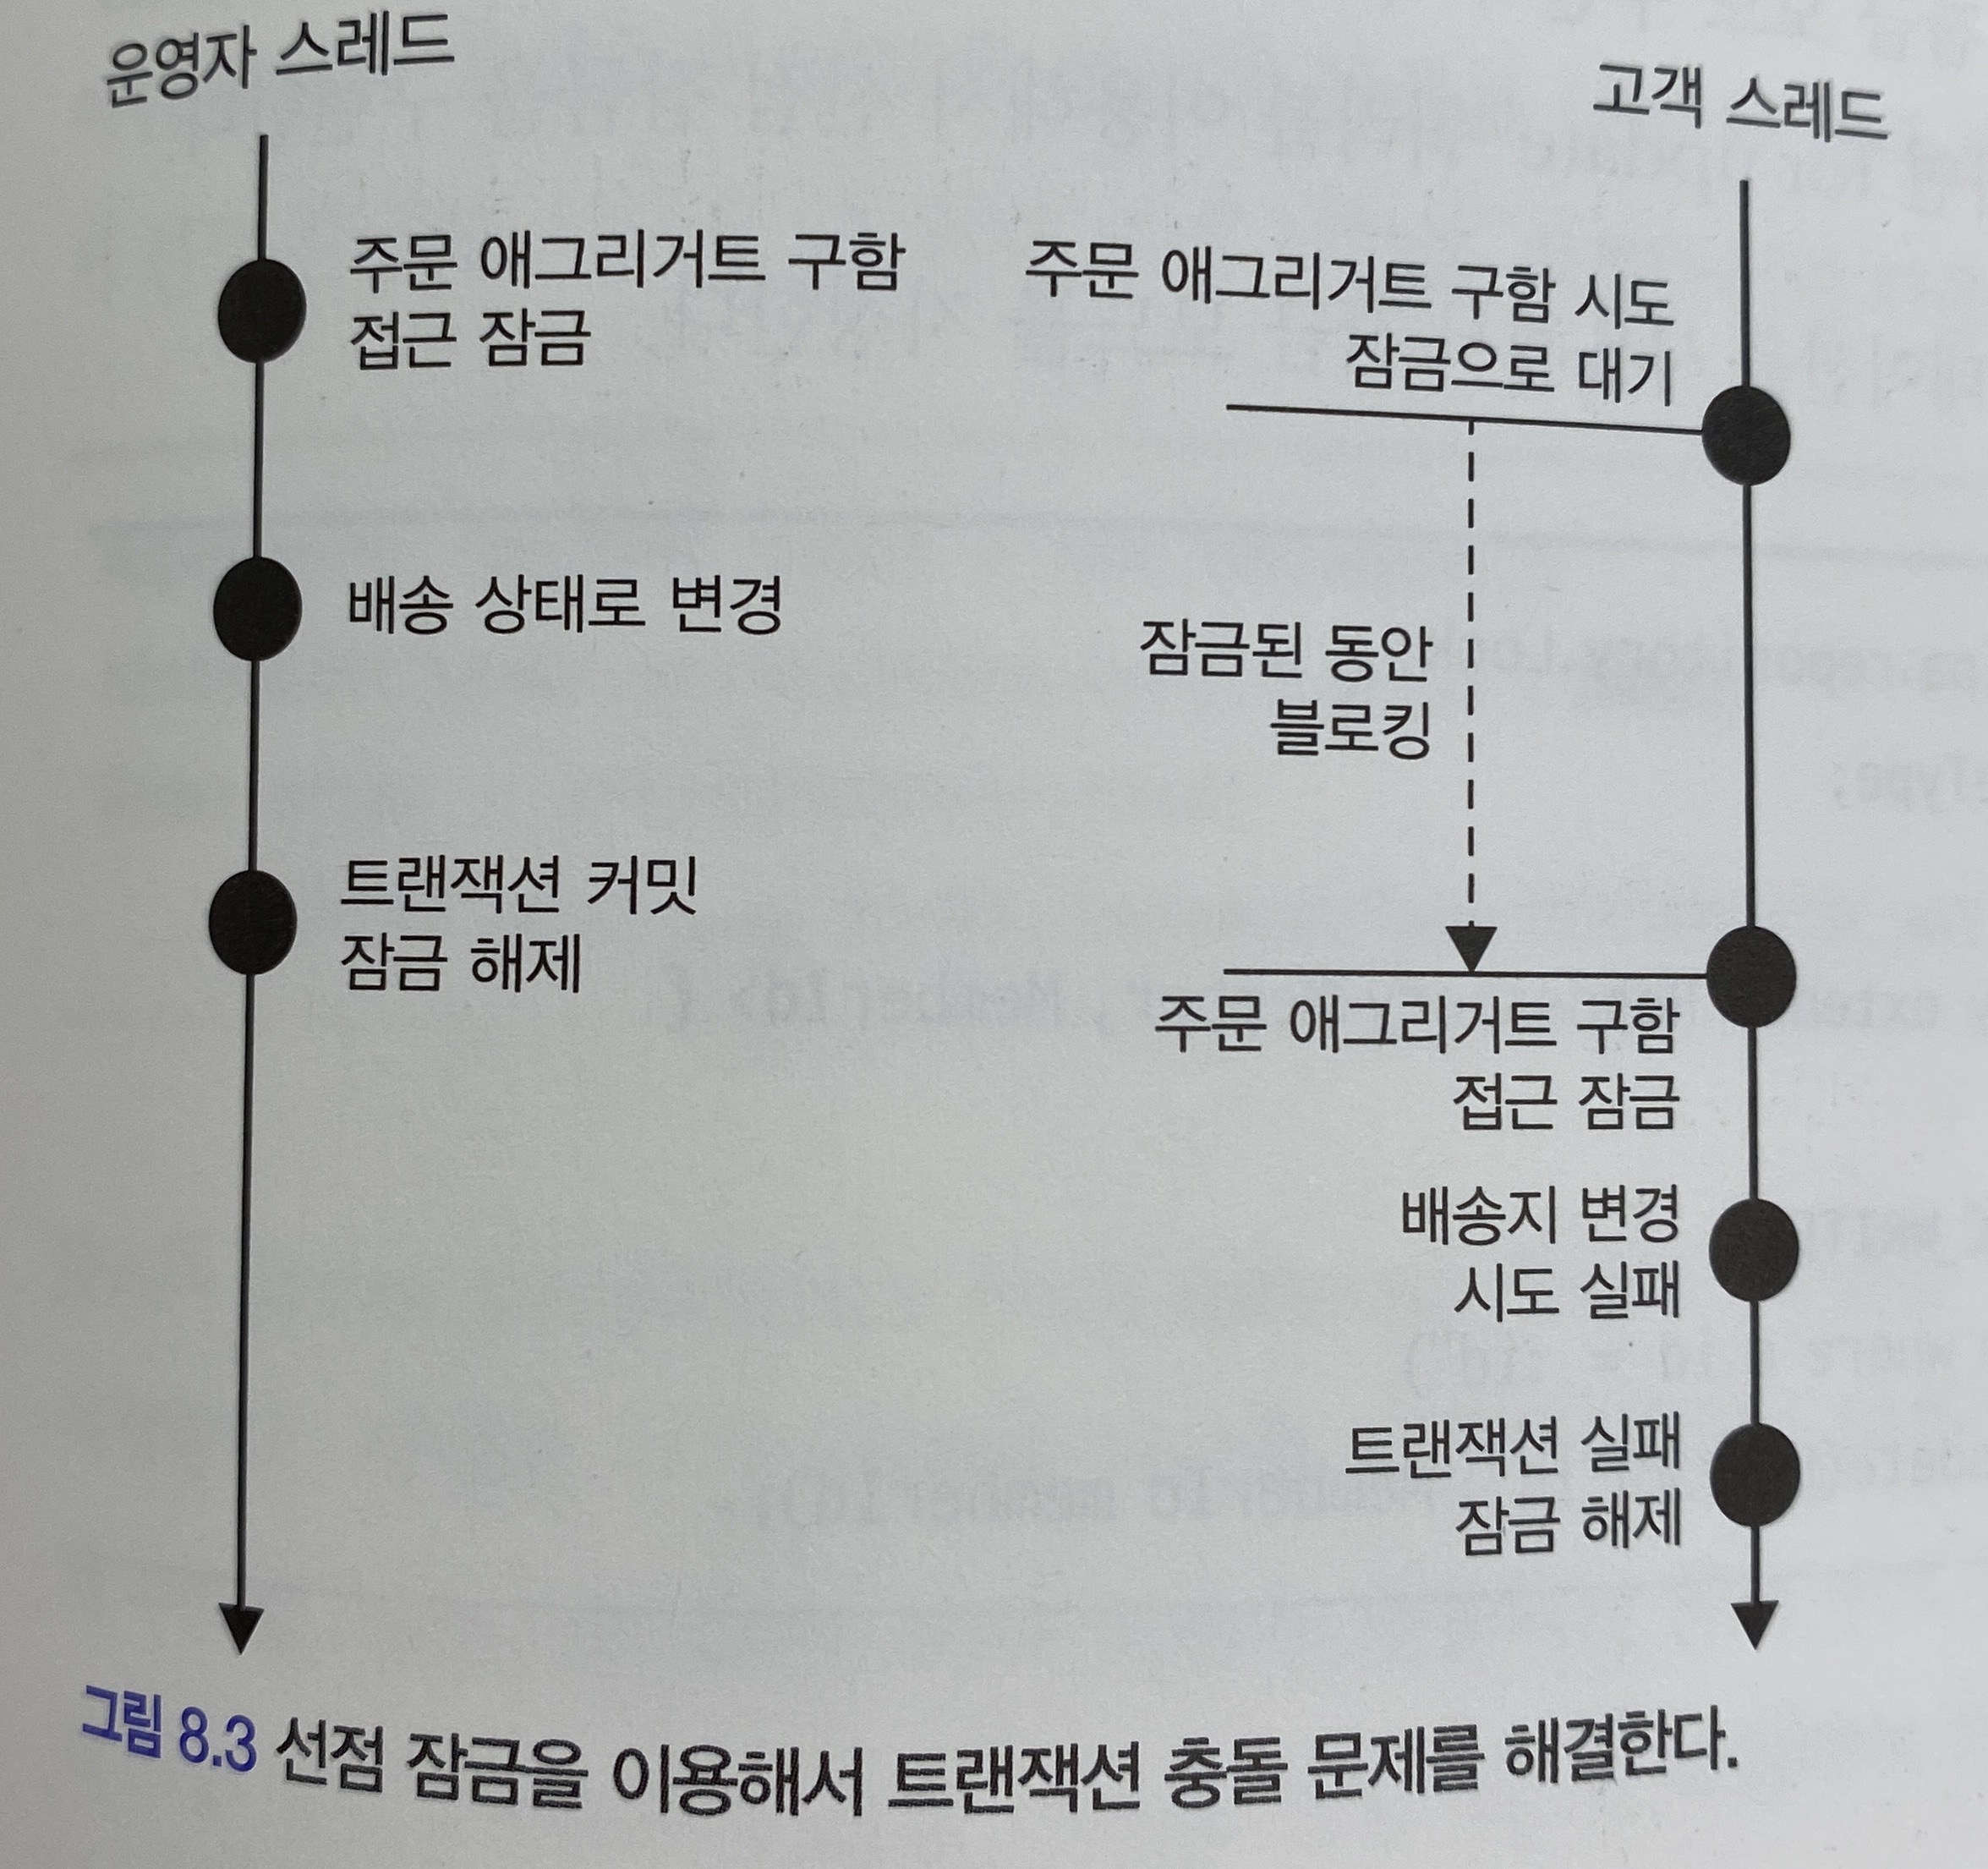 운영자 스레드
주문 애그리거트 구함
접근 잠금
배송 상태로 변경
트랜잭션 커밋
잠금 해제
고객 스레드
주문 애그리거트 구함 시도
잠금으로 대기
잠금된 동안
블로킹
주문 애그리거트 구함
접근 잠금
배송지 변경
시도 실패
트랜잭션 실패
잠금 해제
그림 8.3 선점 잠금을 이용해서 트랜잭션 충돌 문제를 해결한다.